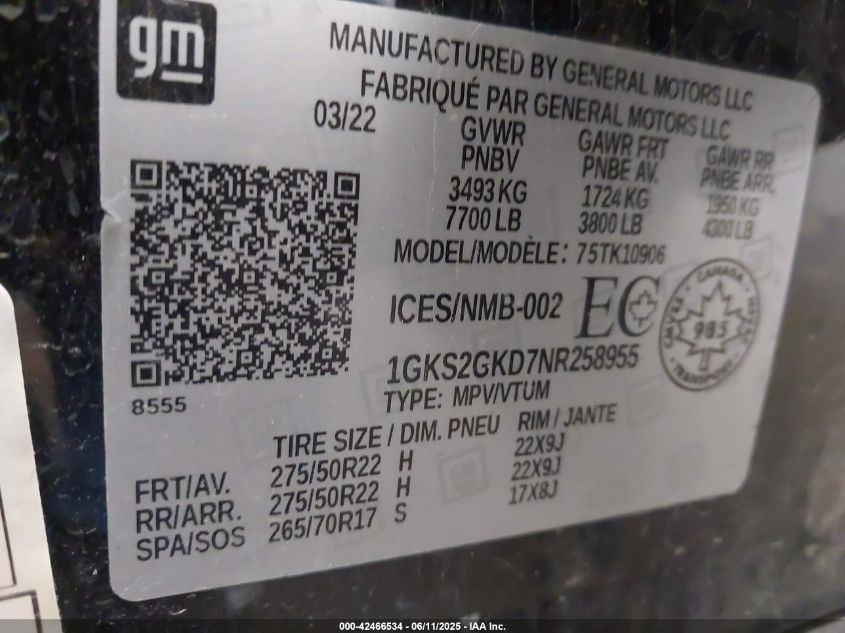 gm
MANUFACTURED BY GENERAL MOTORS LLC
FABRIQUÉ PAR GENERAL MOTORS LLC
03/22
GVWR GAWR FRT GAWR RR
PNBV PNBE AV. PNBE ARR.
3493 KG 1724 KG 1950 KG
7700 LB 3800 LB 4300 LB
MODEL/MODÈLE: 75TK10906
ICES/NMB-002 EC
CANADA
985
TRANSPORT
1GKS2GKD7NR258955
8555
TYPE: MPV/VTUM
TIRE SIZE / DIM. PNEU RIM / JANTE
FRT/AV. 275/50R22 H 22X9J
RR/ARR. 275/50R22 H 22X9J
SPA/SOS 265/70R17 S 17X8J
000-42466534 - 06/11/2025 - IAA Inc.